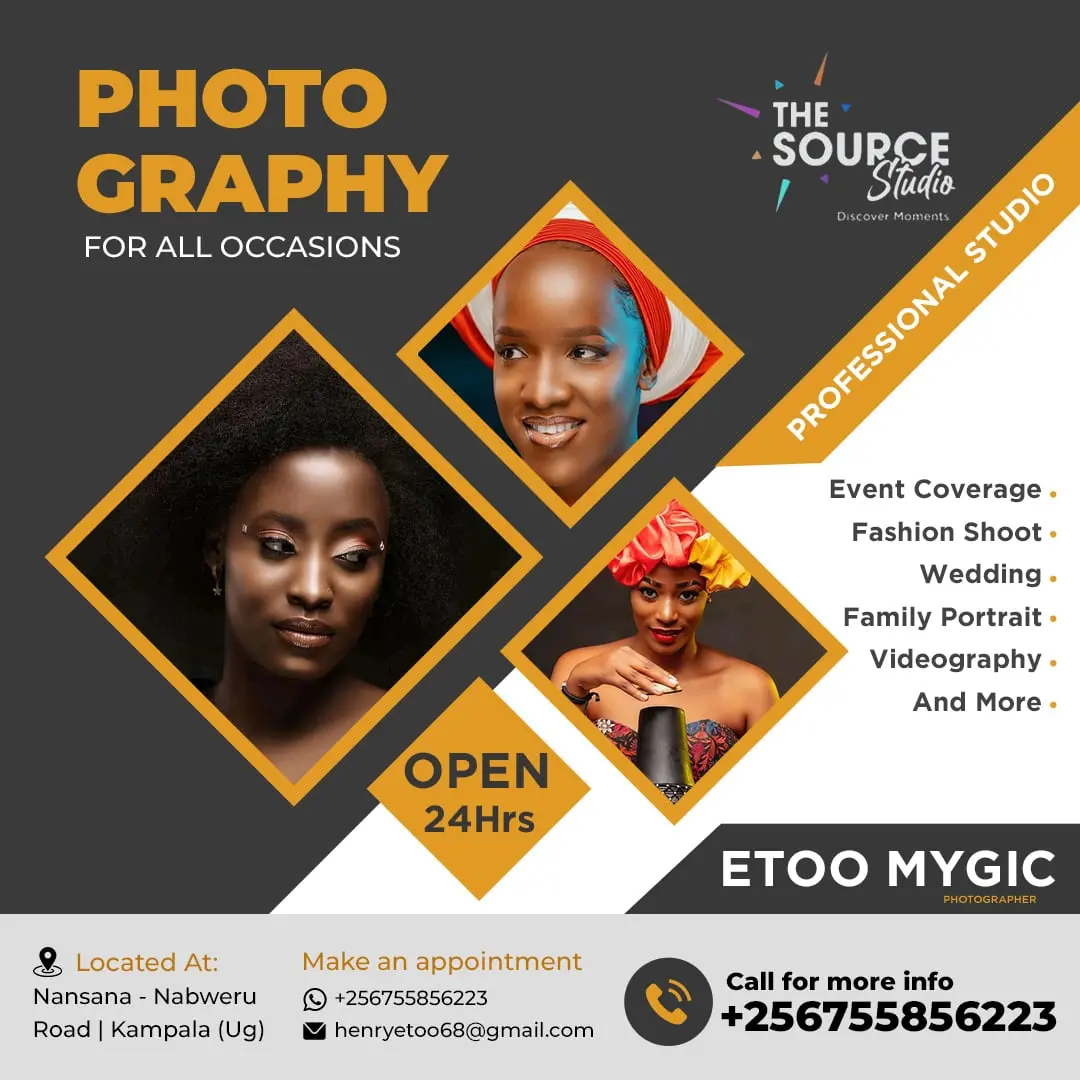 PHOTO
GRAPHY
FOR ALL OCCASIONS
THE
SOURCE
Studio
Discover Moments
PROFESSIONAL STUDIO
Event Coverage
Fashion Shoot
Wedding
Family Portrait
Videography
And More
OPEN
24Hrs
ETOO MYGIC
PHOTOGRAPHER
Located At:
Nansana - Nabweru
Road | Kampala (Ug)
Make an appointment
+256755856223
henryetoo68@gmail.com
Call for more info
+256755856223